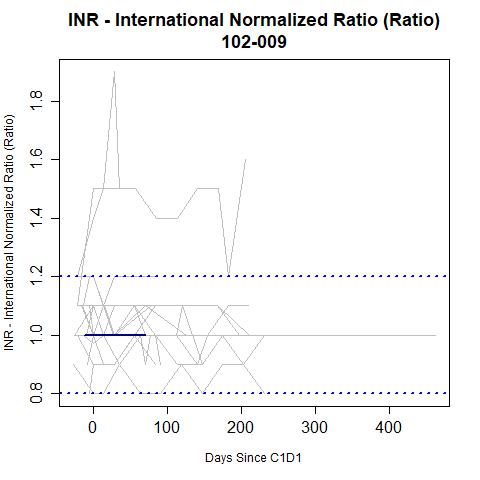 INR - International Normalized Ratio (Ratio)
102-009
INR - International Normalized Ratio (Ratio)
1.8
1.6
1.4
1.2
1.0
0.8
0 100 200 300 400
Days Since C1D1